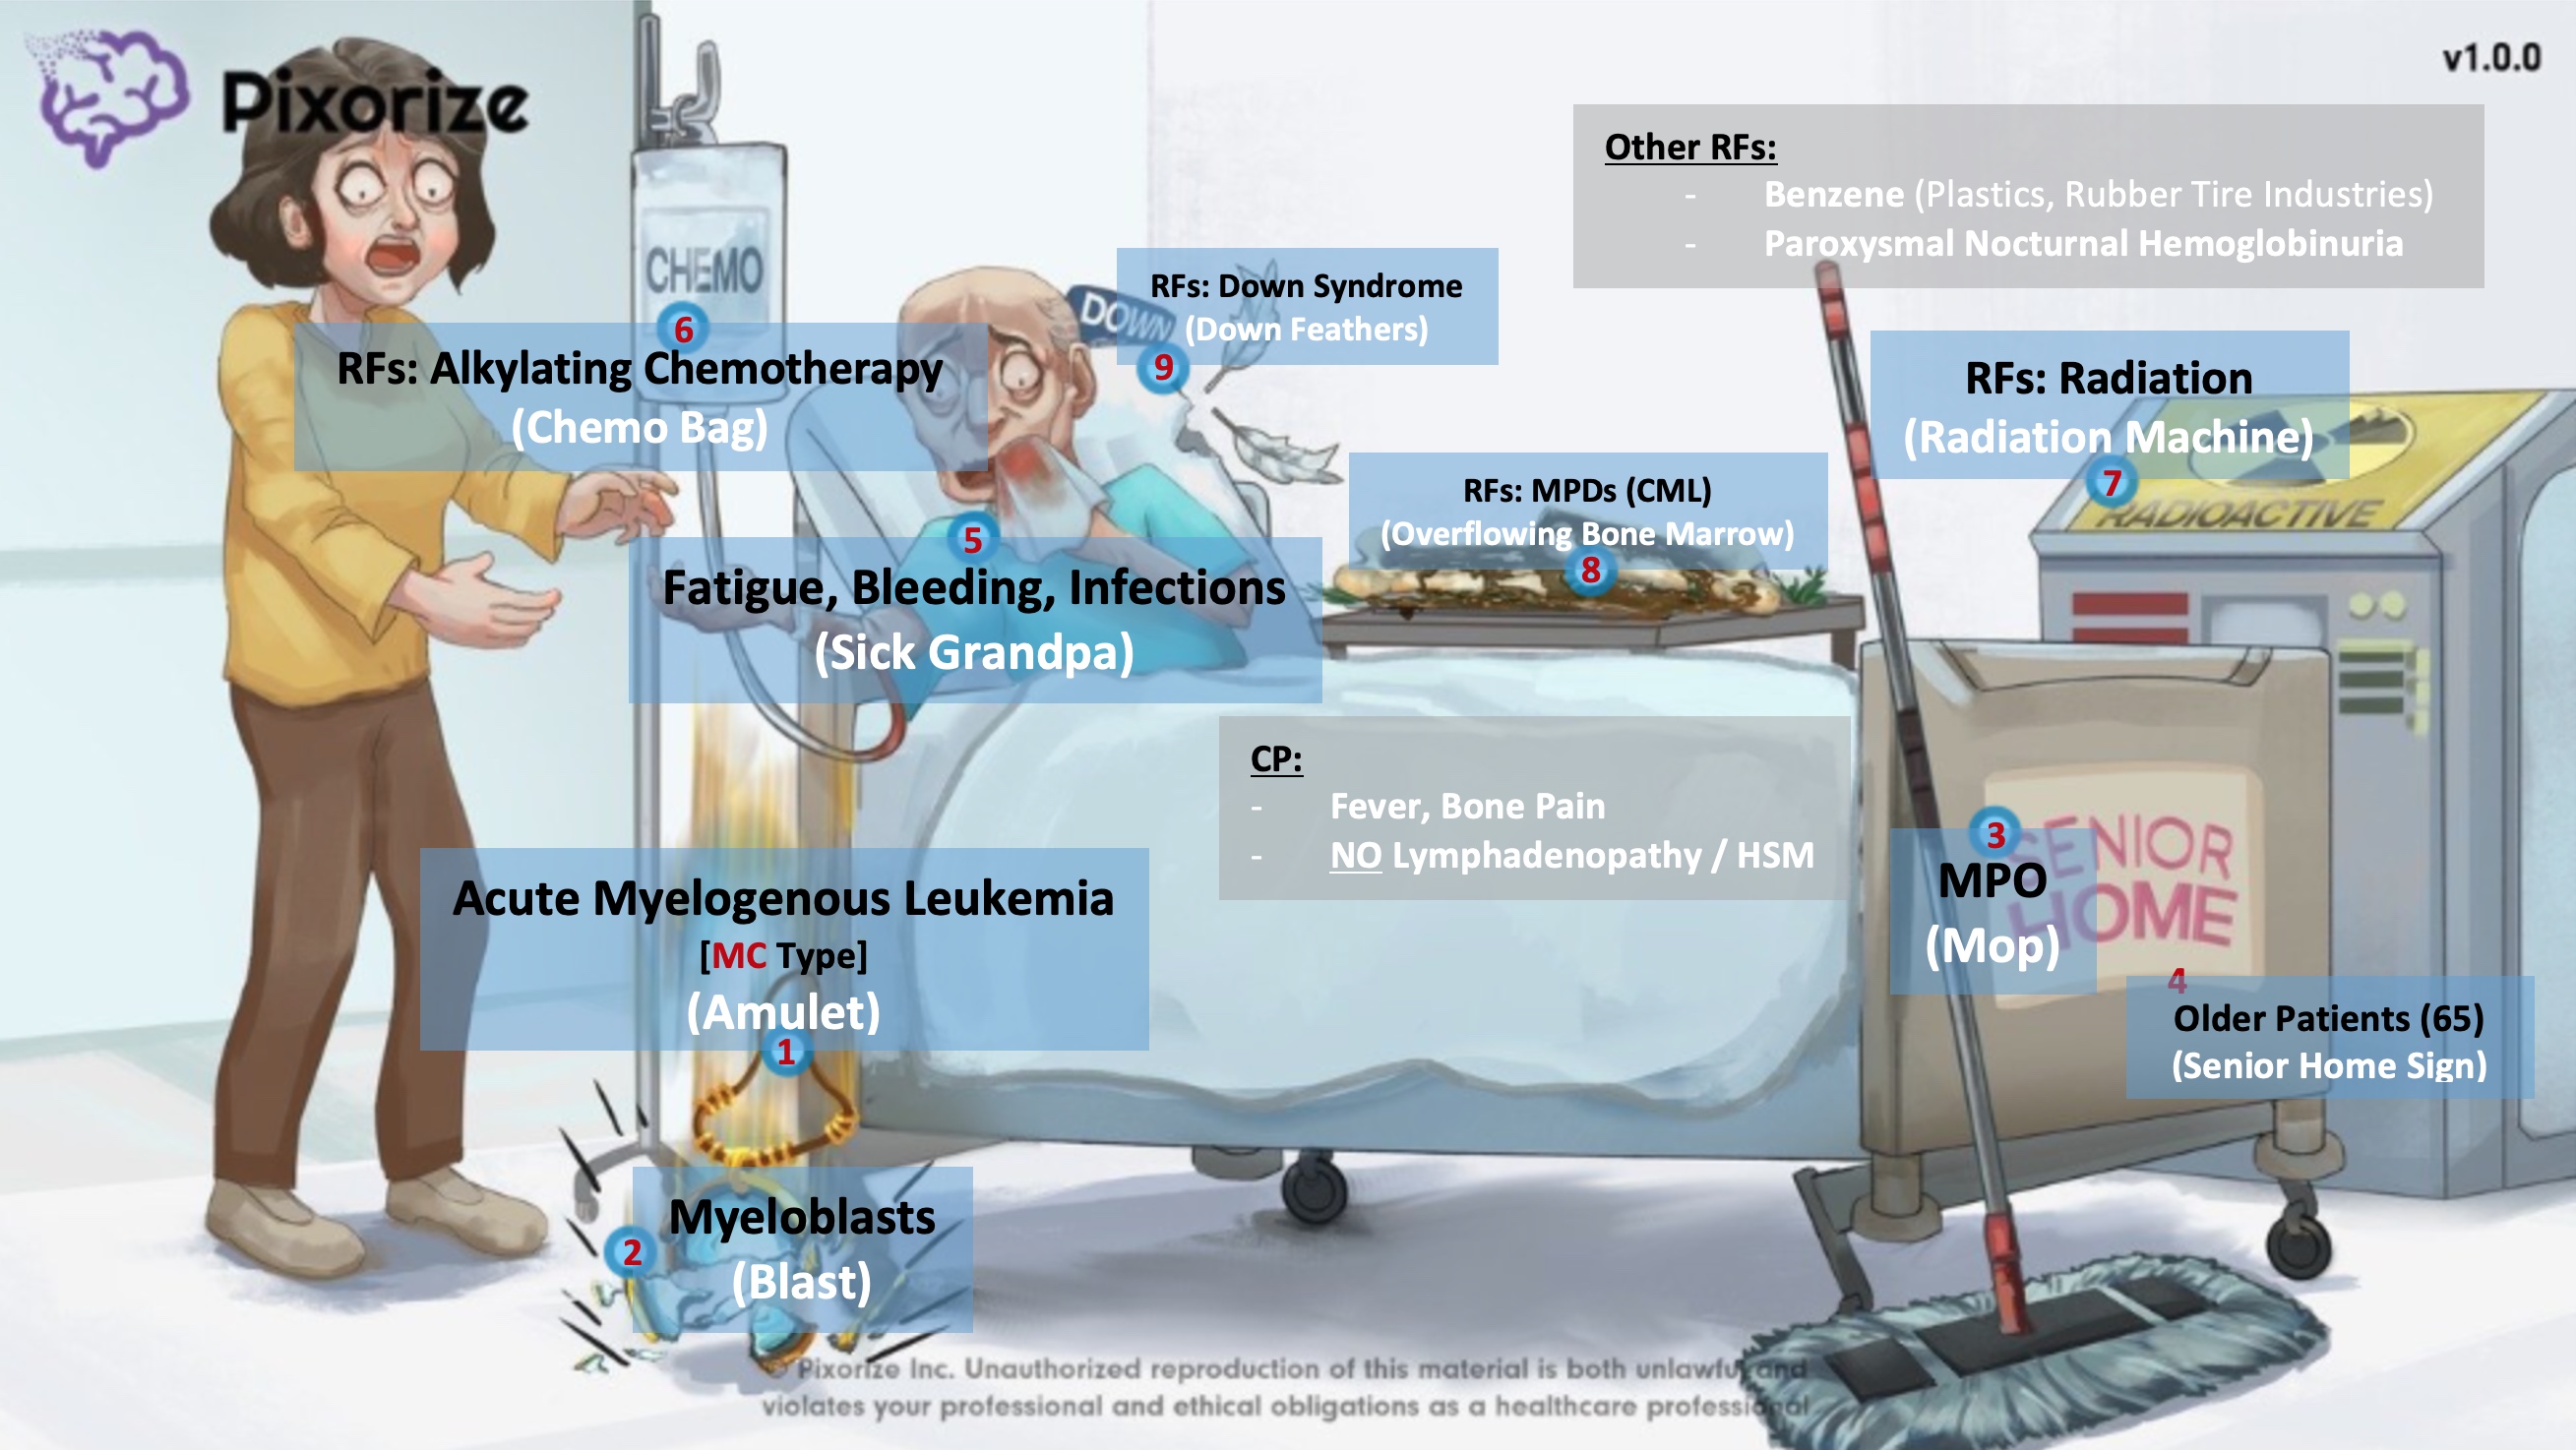 Pixorize
v1.0.0
Other RFs:
- Benzene (Plastics, Rubber Tire Industries)
- Paroxysmal Nocturnal Hemoglobinuria
CHEMO
6
RFs: Alkylating Chemotherapy
(Chemo Bag)
DOWN
RFs: Down Syndrome
(Down Feathers)
9
RFs: Radiation
(Radiation Machine)
7
RADIOACTIVE
RFs: MPDs (CML)
(Overflowing Bone Marrow)
8
5
Fatigue, Bleeding, Infections
(Sick Grandpa)
CP:
- Fever, Bone Pain
- NO Lymphadenopathy / HSM
Acute Myelogenous Leukemia
[MC Type]
(Amulet)
1
3
MPO
(Mop)
SENIOR
HOME
4
Older Patients (65)
(Senior Home Sign)
Myeloblasts
(Blast)
2
© Pixorize Inc. Unauthorized reproduction of this material is both unlawful and
violates your professional and ethical obligations as a healthcare professional